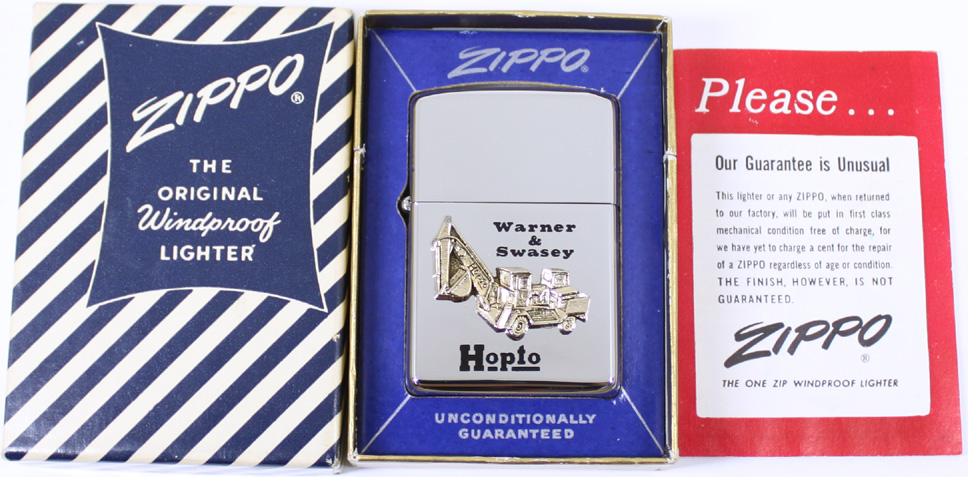 ZIPPO®
THE
ORIGINAL
Windproof
LIGHTER
ZIPPO®
Warner
&
Swasey
Hopto
UNCONDITIONALLY
GUARANTEED
Please...
Our Guarantee is Unusual
This lighter or any ZIPPO, when returned
to our factory, will be put in first class
mechanical condition free of charge, for
we have yet to charge a cent for the repair
of a ZIPPO regardless of age or condition.
THE FINISH, HOWEVER, IS NOT
GUARANTEED.
ZIPPO®
THE ONE ZIP WINDPROOF LIGHTER